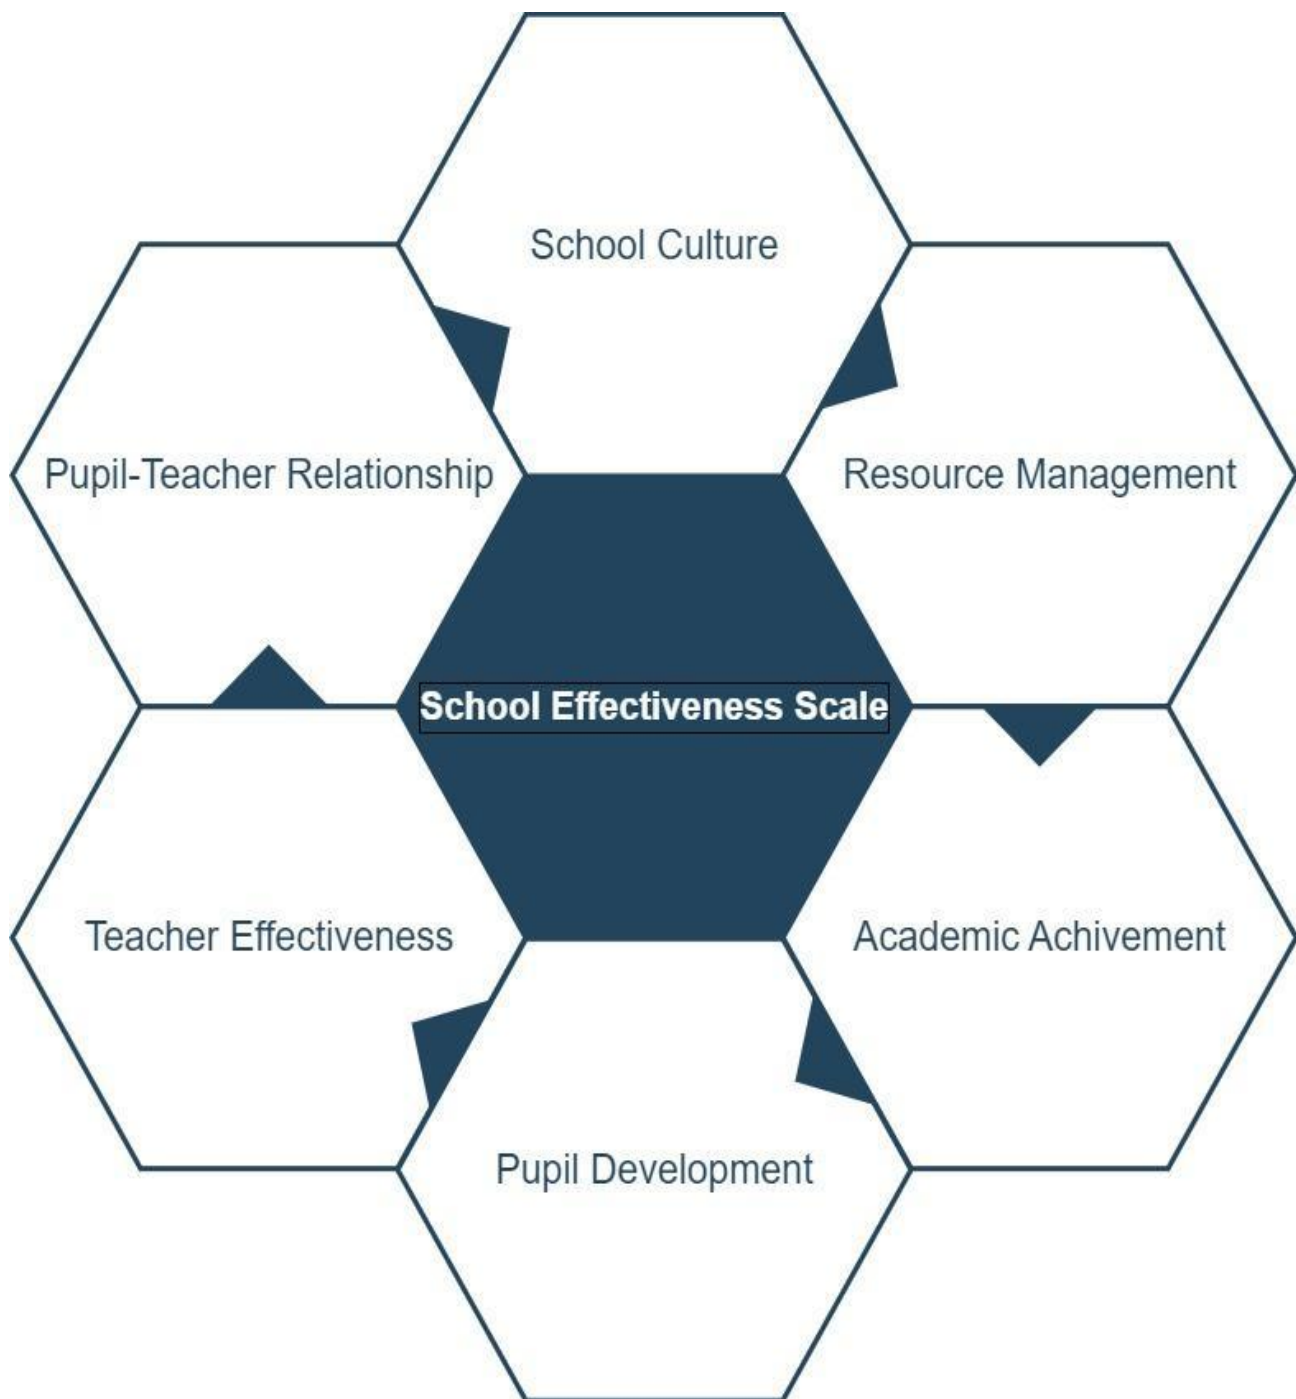 School Culture
Pupil-Teacher Relationship
Resource Management
School Effectiveness Scale
Teacher Effectiveness
Academic Achivement
Pupil Development